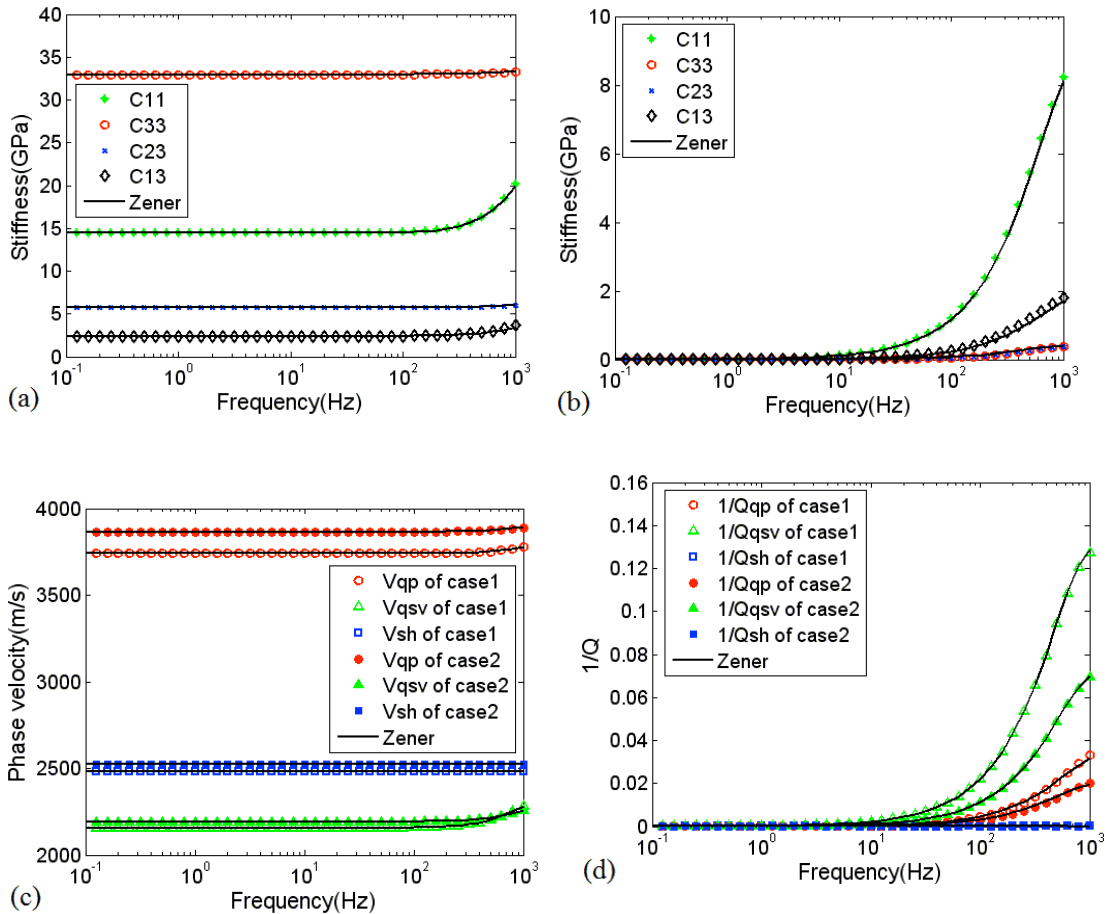 40
35
30
25
20
15
10
5
0
Stiffness(GPa)
C11
C33
C23
C13
Zener
10^-1
10^0
10^1
10^2
10^3
Frequency(Hz)
(a)
10
8
6
4
2
0
Stiffness(GPa)
C11
C33
C23
C13
Zener
10^-1
10^0
10^1
10^2
10^3
Frequency(Hz)
(b)
4000
3500
3000
2500
2000
Phase velocity(m/s)
Vqp of case1
Vqsv of case1
Vsh of case1
Vqp of case2
Vqsv of case2
Vsh of case2
Zener
10^-1
10^0
10^1
10^2
10^3
Frequency(Hz)
(c)
0.16
0.14
0.12
0.1
0.08
0.06
0.04
0.02
0
1/Q
1/Qqp of case1
1/Qqsv of case1
1/Qsh of case1
1/Qqp of case2
1/Qqsv of case2
1/Qsh of case2
Zener
10^-1
10^0
10^1
10^2
10^3
Frequency(Hz)
(d)